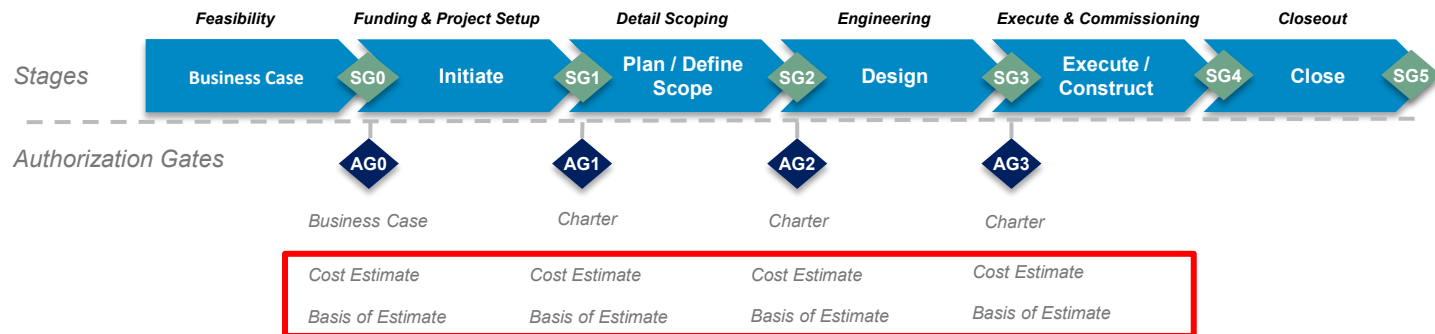 Feasibility Funding & Project Setup Detail Scoping Engineering Execute & Commissioning Closeout
Stages Business Case SG0 Initiate SG1 Plan / Define Scope SG2 Design SG3 Execute / Construct SG4 Close SG5
Authorization Gates AG0 AG1 AG2 AG3
Business Case Charter Charter Charter
Cost Estimate Cost Estimate Cost Estimate Cost Estimate
Basis of Estimate Basis of Estimate Basis of Estimate Basis of Estimate